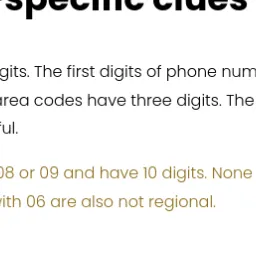 specific clues
gits. The first digits of phone num
area codes have three digits. The
ful.
08 or 09 and have 10 digits. None
with 06 are also not regional.